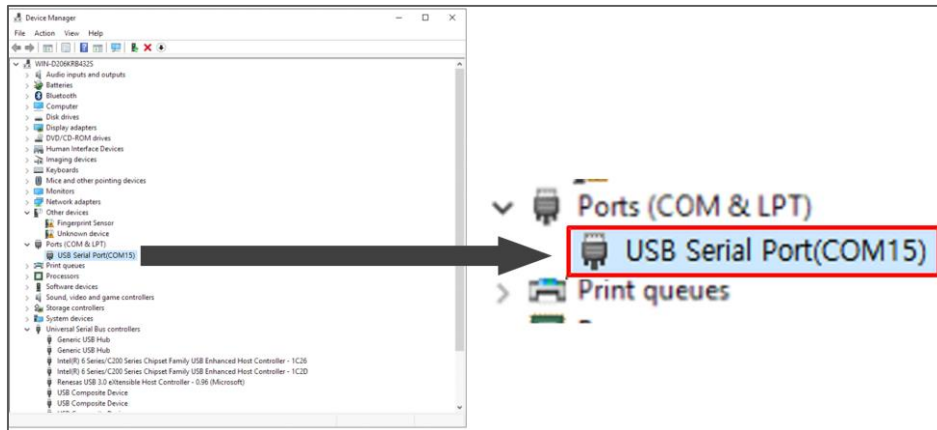 Device Manager
File Action View Help
WIN-D206KRB432S
Audio inputs and outputs
Batteries
Bluetooth
Computer
Disk drives
Display adapters
DVD/CD-ROM drives
Human Interface Devices
Imaging devices
Keyboards
Mice and other pointing devices
Monitors
Network adapters
Other devices
Fingerprint Sensor
Unknown device
Ports (COM & LPT)
USB Serial Port(COM15)
Print queues
Processors
Software devices
Sound, video and game controllers
Storage controllers
System devices
Universal Serial Bus controllers
Generic USB Hub
Generic USB Hub
Intel(R) 6 Series/C200 Series Chipset Family USB Enhanced Host Controller - 1C26
Intel(R) 6 Series/C200 Series Chipset Family USB Enhanced Host Controller - 1C2D
Renesas USB 3.0 eXtensible Host Controller - 0.96 (Microsoft)
USB Composite Device
USB Composite Device
Ports (COM & LPT)
USB Serial Port(COM15)
Print queues